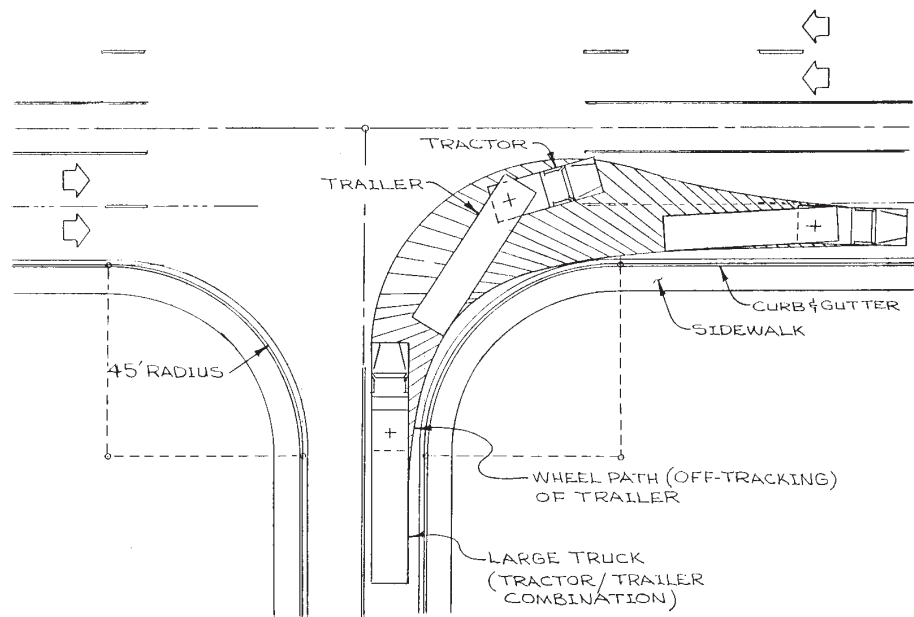 TRACTOR
TRAILER
CURB & GUTTER
SIDEWALK
45' RADIUS
WHEEL PATH (OFF-TRACKING)
OF TRAILER
LARGE TRUCK
(TRACTOR/TRAILER
COMBINATION)